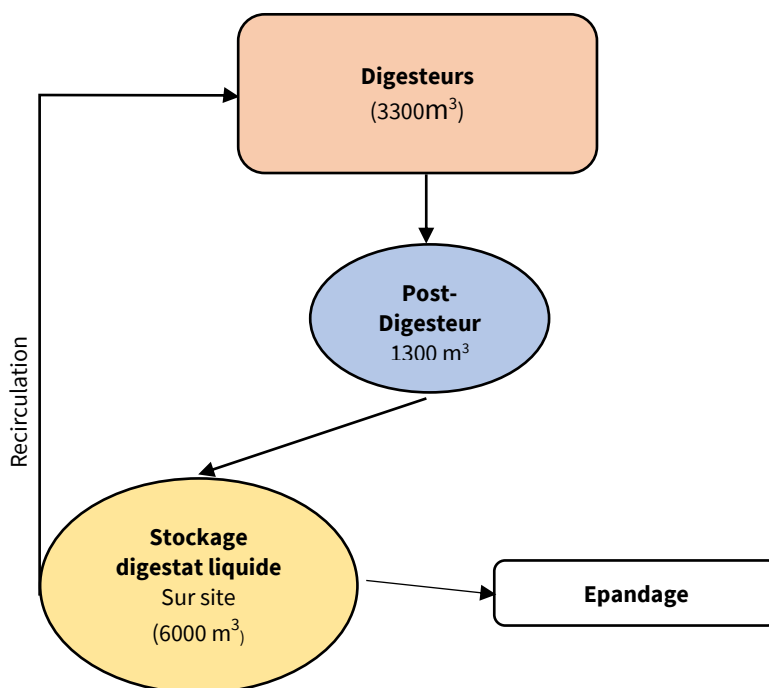 Digesteurs
(3300m³)
Post-
Digesteur
1300 m³
Recirculation
Stockage
digestat liquide
Sur site
(6000 m³)
Epandage